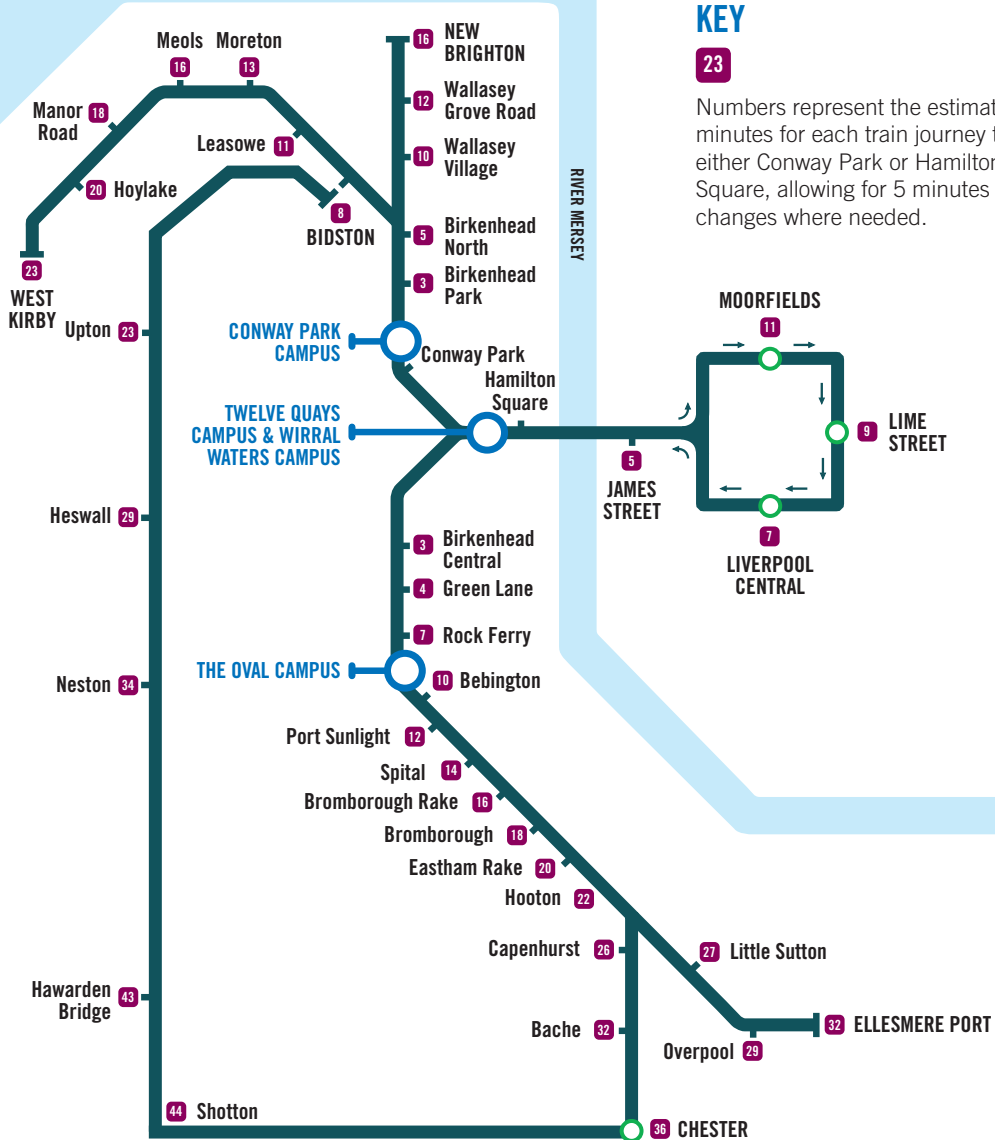 KEY
23
Numbers represent the estimat
minutes for each train journey t
either Conway Park or Hamilton
Square, allowing for 5 minutes
changes where needed.
Meols
16
Moreton
13
Manor
Road
18
Leasowe
11
20
Hoylake
23
WEST
KIRBY
8
BIDSTON
16
NEW
BRIGHTON
12
Wallasey
Grove Road
10
Wallasey
Village
5
Birkenhead
North
3
Birkenhead
Park
RIVER MERSEY
Upton
23
CONWAY PARK
CAMPUS
Conway Park
Hamilton
Square
TWELVE QUAYS
CAMPUS & WIRRAL
WATERS CAMPUS
5
JAMES
STREET
MOORFIELDS
11
9
LIME
STREET
7
LIVERPOOL
CENTRAL
Heswall
29
3
Birkenhead
Central
4
Green Lane
7
Rock Ferry
THE OVAL CAMPUS
10
Bebington
Neston
34
Port Sunlight
12
Spital
14
Bromborough Rake
16
Bromborough
18
Eastham Rake
20
Hooton
22
Capenhurst
26
27
Little Sutton
Hawarden
Bridge
43
Bache
32
32
ELLESMERE PORT
Overpool
29
44
Shotton
36
CHESTER